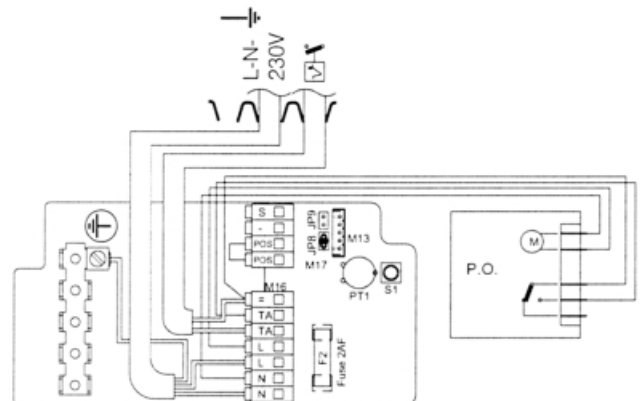 L-N-
230V
S
-
POS
POS
M16
=
TA
TA
L
L
N
N
JP8 JP9
M13
M17
PT1
S1
F2
Fuse 2AF
P.O.
M